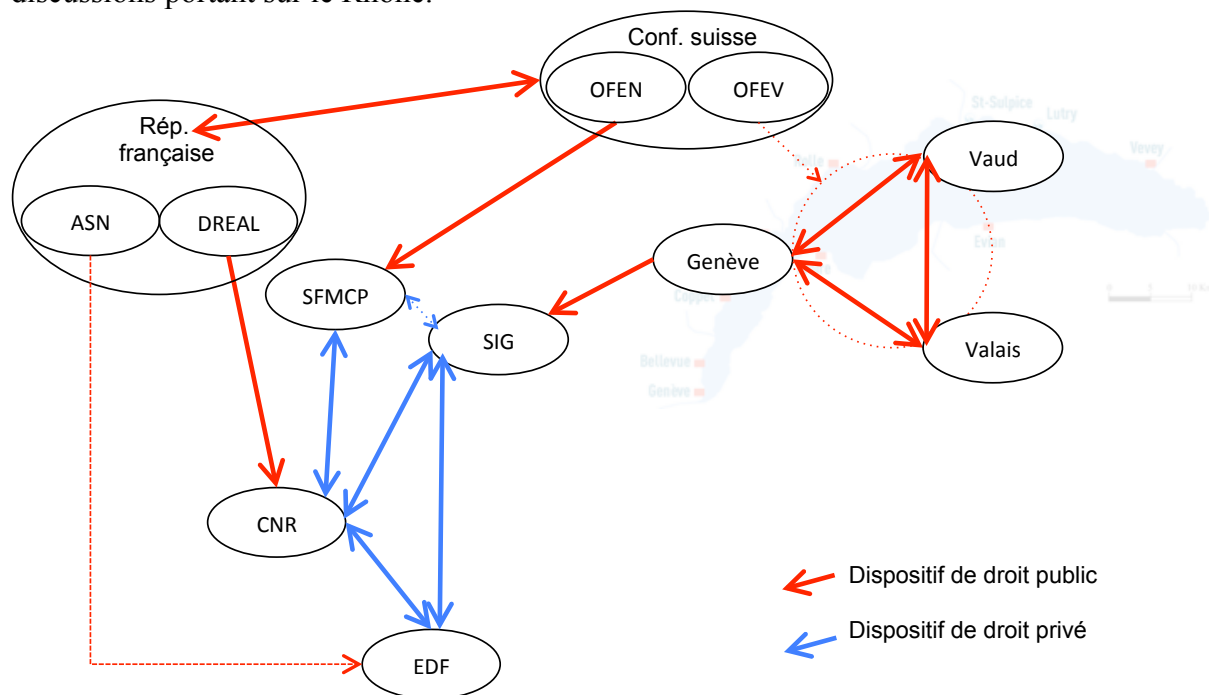 discussions portant sur le Rhône.
Conf. suisse
OFEN
OFEV
Rép.
française
ASN
DREAL
St-Sulpice
Lutry
Vevey
Vaud
Evian
Genève
SFMCP
Coppet
SIG
Valais
Bellevue
Genève
CNR
EDF
Dispositif de droit public
Dispositif de droit privé